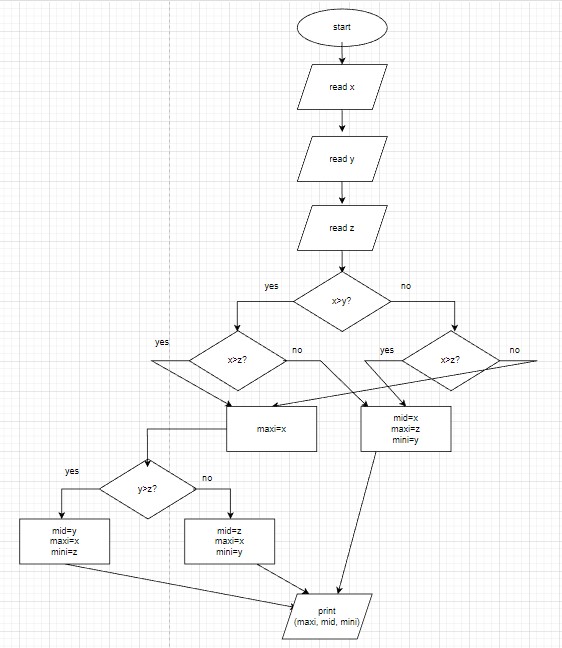 start
read x
read y
read z
yes
no
x>y?
yes
no
yes
no
x>z?
x>z?
maxi=x
mid=x
maxi=z
mini=y
yes
no
y>z?
mid=y
maxi=x
mini=z
mid=z
maxi=x
mini=y
print
(maxi, mid, mini)